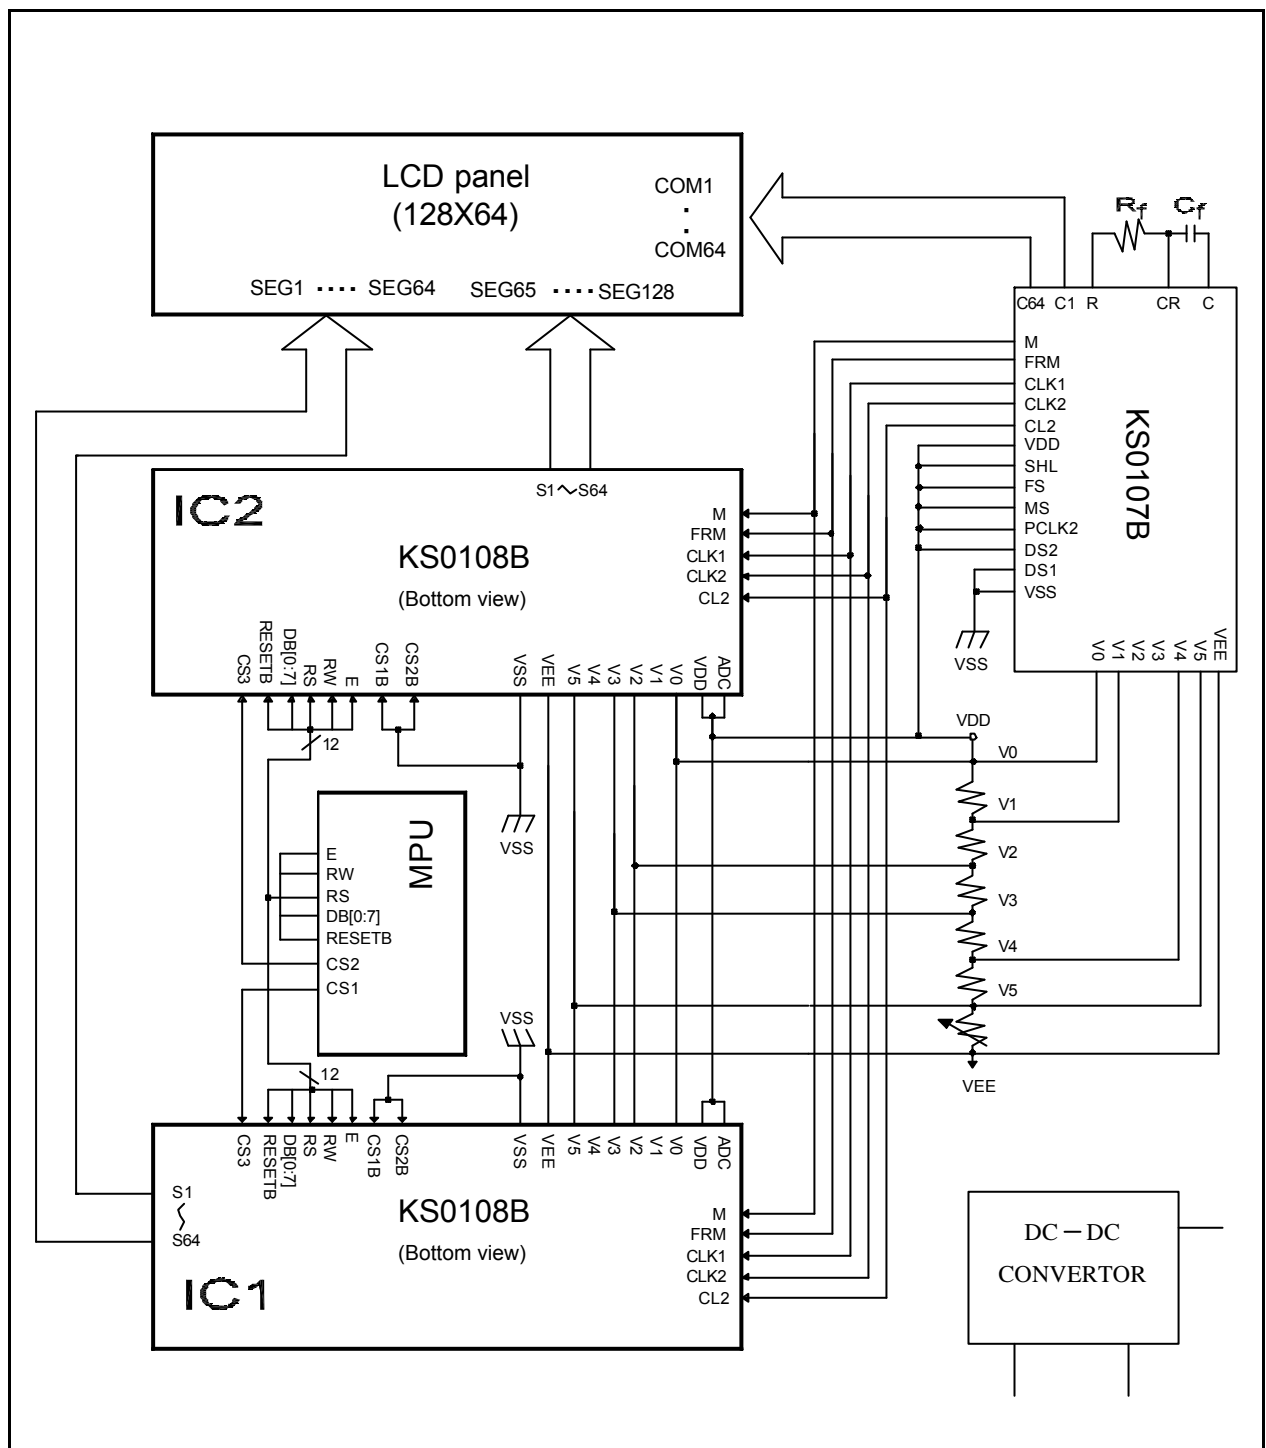 LCD panel
(128X64)
COM1
:
COM64
SEG1 ···· SEG64 SEG65 ···· SEG128
Rf Cf
C64 C1 R CR C
M
FRM
CLK1
CLK2
CL2
VDD
SHL
FS
MS
PCLK2
DS2
DS1
VSS
KS0107B
V0 V1 V2 V3 V4 V5 VEE
VSS
IC2
S1~S64
KS0108B
(Bottom view)
M
FRM
CLK1
CLK2
CL2
CS3 RESETB DB[0:7] RS RW E CS1B CS2B VSS VEE V5 V4 V3 V2 V1 V0 VDD ADC
12
VSS
VDD
V0
V1
V2
V3
V4
V5
VEE
MPU
E
RW
RS
DB[0:7]
RESETB
CS2
CS1
VSS
12
CS3 RESETB DB[0:7] RS RW E CS1B CS2B VSS VEE V5 V4 V3 V2 V1 V0 VDD ADC
S1
~
S64
KS0108B
(Bottom view)
IC1
M
FRM
CLK1
CLK2
CL2
DC－DC
CONVERTOR